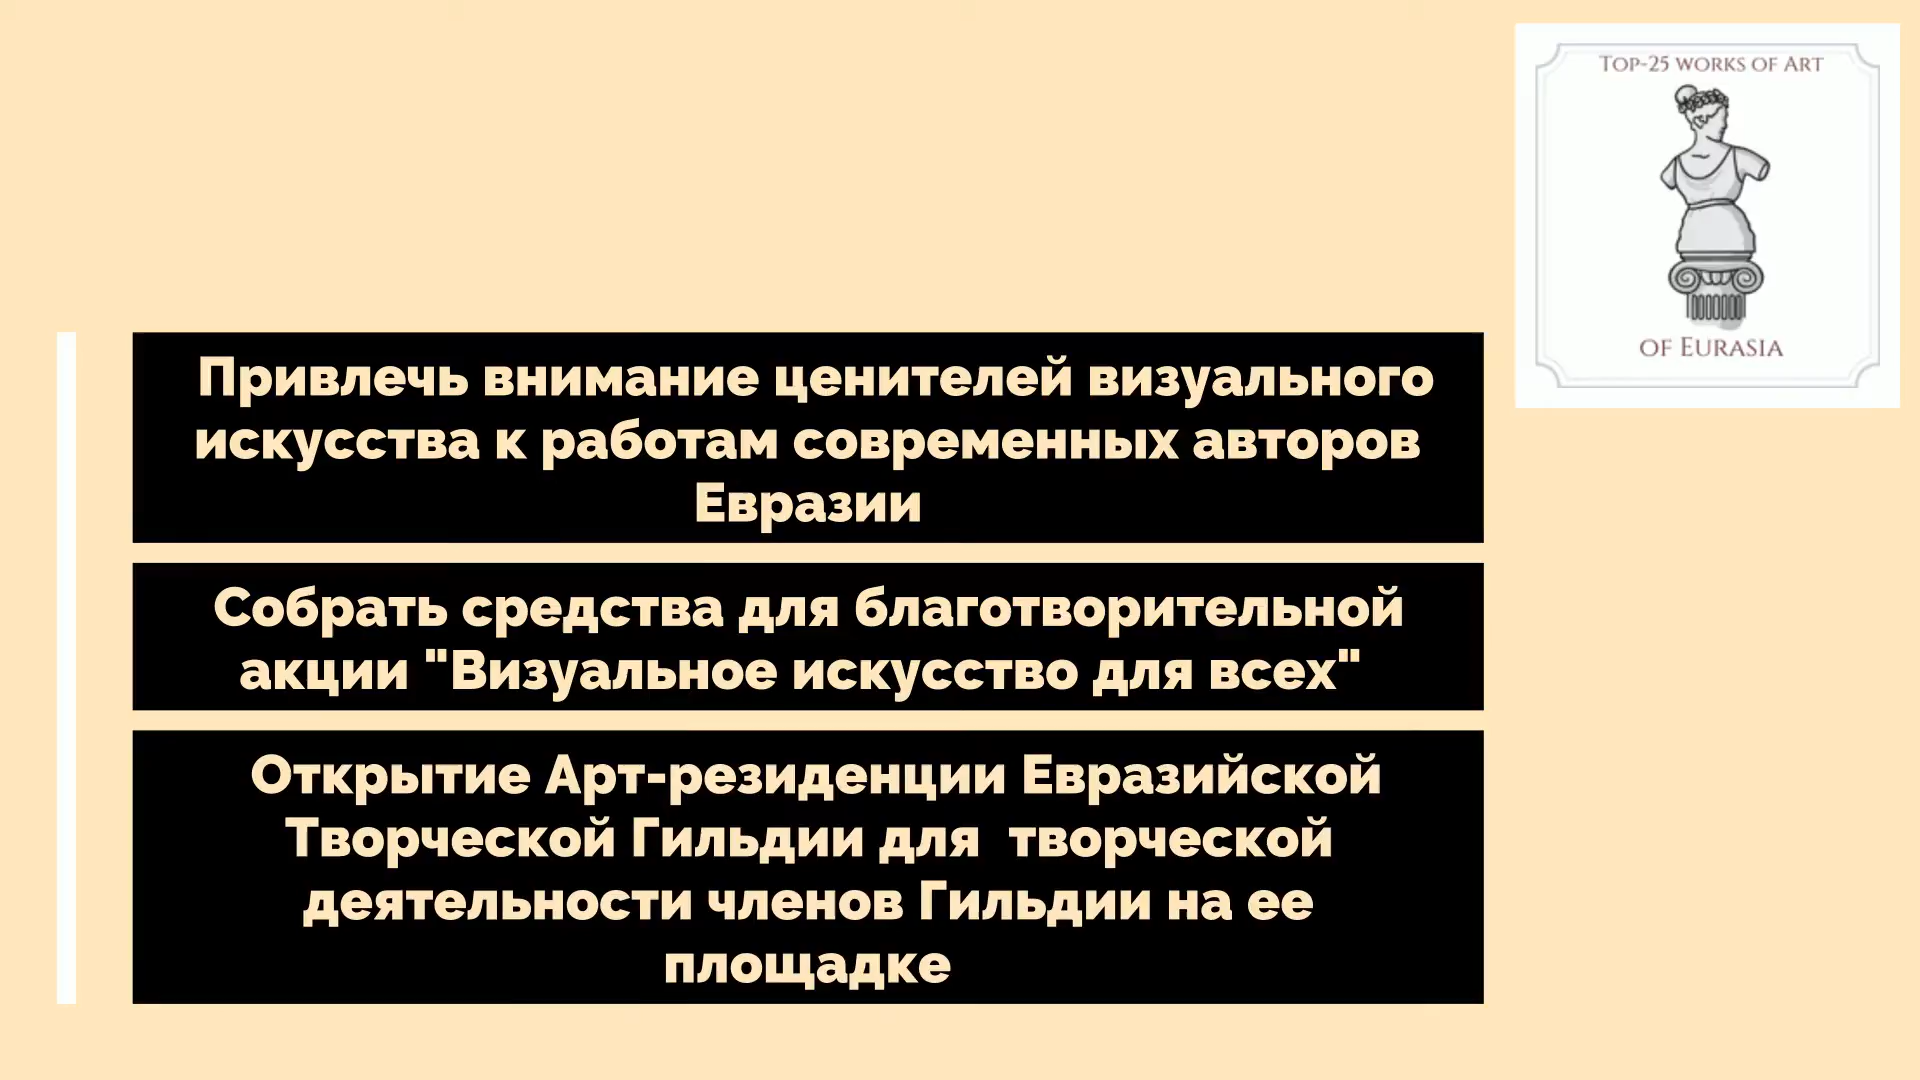 Top-25 works of Art
of Eurasia
Привлечь внимание ценителей визуального
искусства к работам современных авторов
Евразии
Собрать средства для благотворительной
акции "Визуальное искусство для всех"
Открытие Арт-резиденции Евразийской
Творческой Гильдии для  творческой
деятельности членов Гильдии на ее
площадке